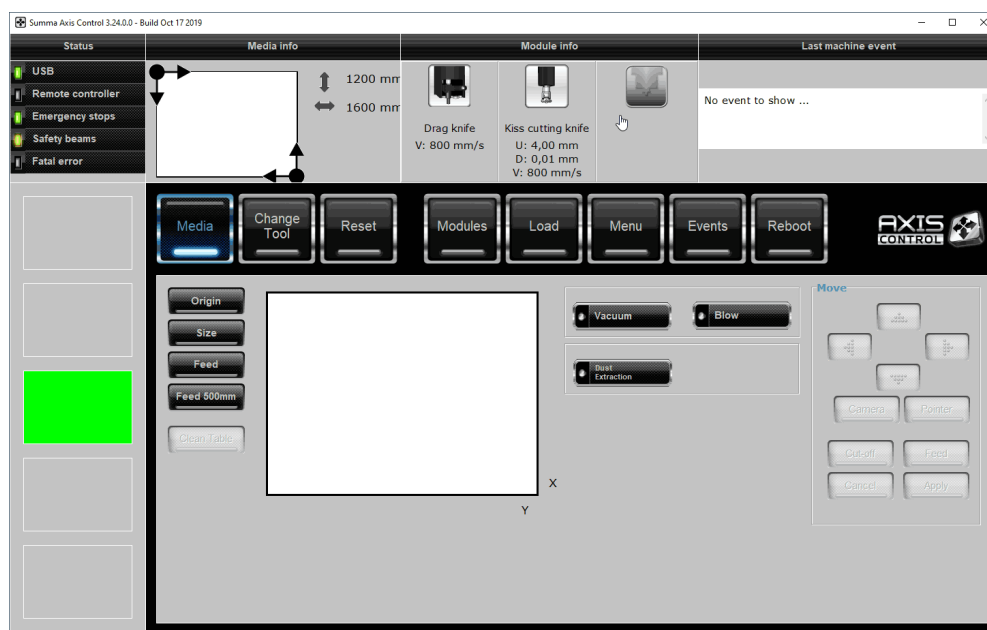 Summa Axis Control 3.24.0.0 - Build Oct 17 2019
Status
Media info
Module info
Last machine event
USB
Remote controller
Emergency stops
Safety beams
Fatal error
1200 mm
1600 mm
Drag knife
V: 800 mm/s
Kiss cutting knife
U: 4,00 mm
D: 0,01 mm
V: 800 mm/s
No event to show ...
Media
Change
Tool
Reset
Modules
Load
Menu
Events
Reboot
AXIS
CONTROL
Origin
Size
Feed
Feed 500mm
Clean Table
X
Y
Vacuum
Blow
Dust
Extraction
Move
Camera
Pointer
Cut-off
Feed
Cancel
Apply